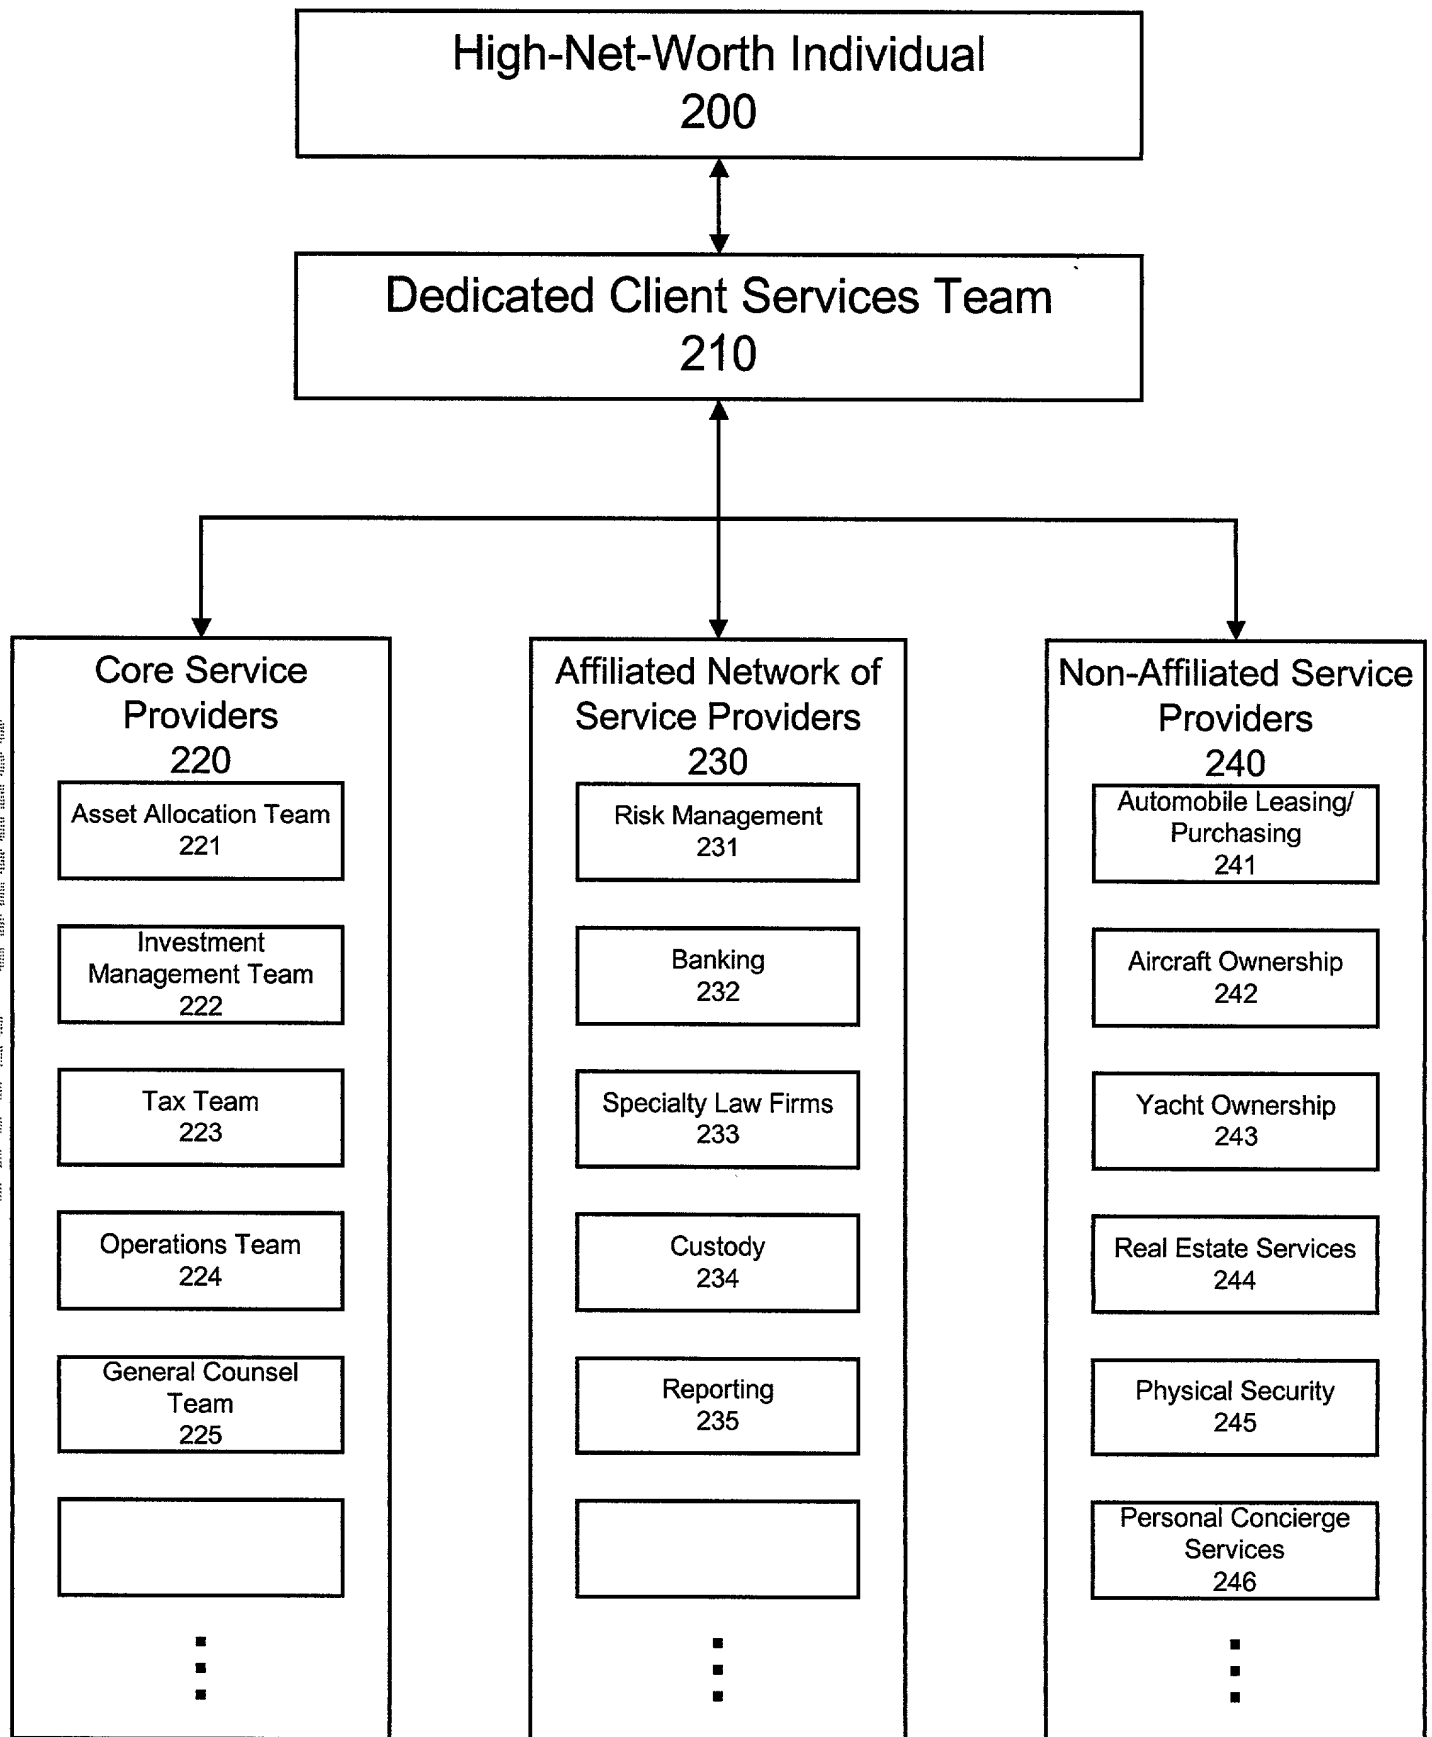 High-Net-Worth Individual
200
Dedicated Client Services Team
210
Core Service
Providers
220
Asset Allocation Team
221
Investment
Management Team
222
Tax Team
223
Operations Team
224
General Counsel
Team
225
Affiliated Network of
Service Providers
230
Risk Management
231
Banking
232
Specialty Law Firms
233
Custody
234
Reporting
235
Non-Affiliated Service
Providers
240
Automobile Leasing/
Purchasing
241
Aircraft Ownership
242
Yacht Ownership
243
Real Estate Services
244
Physical Security
245
Personal Concierge
Services
246